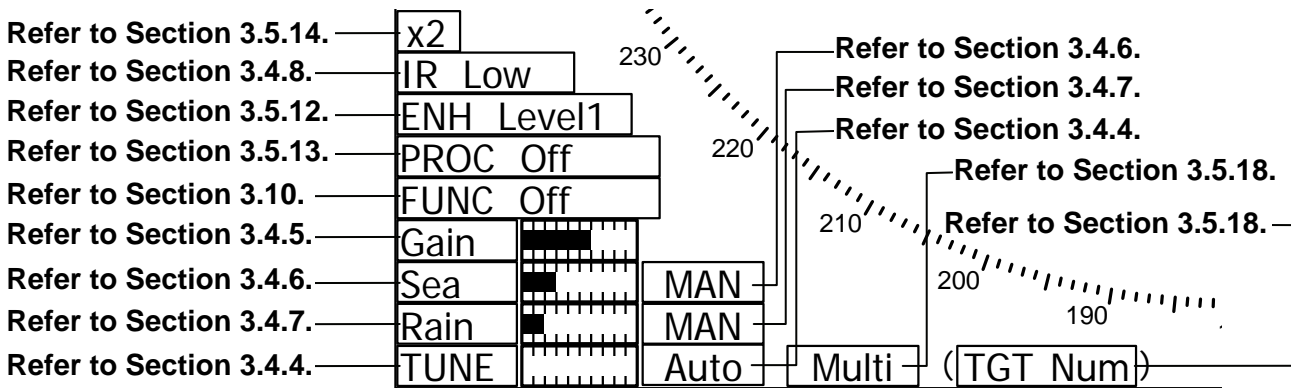 Refer to Section 3.5.14. x2
Refer to Section 3.4.8. IR Low
Refer to Section 3.5.12. ENH Level1
Refer to Section 3.5.13. PROC Off
Refer to Section 3.10. FUNC Off
Refer to Section 3.4.5. Gain
Refer to Section 3.4.6. Sea MAN
Refer to Section 3.4.7. Rain MAN
Refer to Section 3.4.4. TUNE Auto Multi (TGT Num)
230
220
210
200
190
Refer to Section 3.4.6.
Refer to Section 3.4.7.
Refer to Section 3.4.4.
Refer to Section 3.5.18.
Refer to Section 3.5.18.